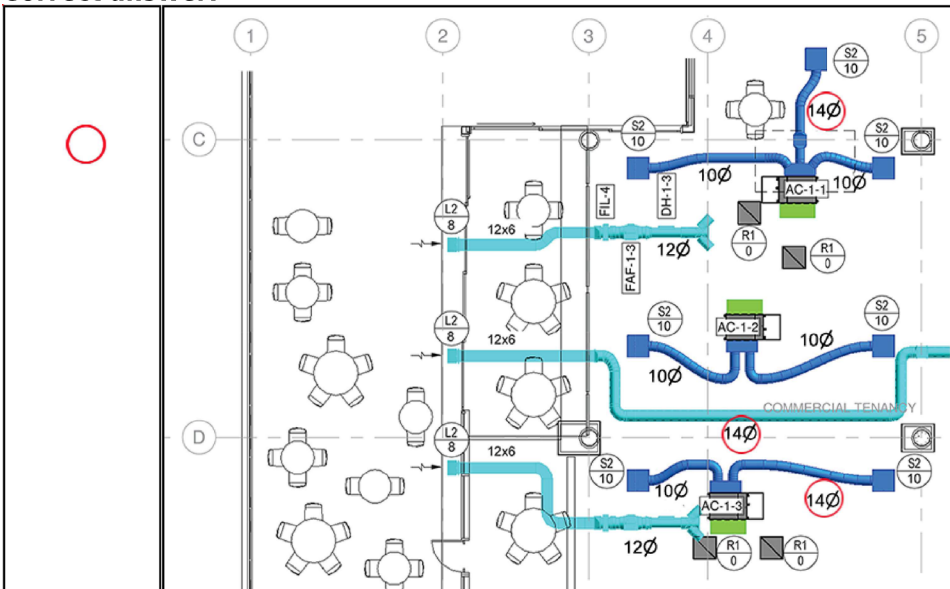 1
2
3
4
5
S2
10
14Ø
C
S2
10
S2
10
10Ø
DH-1-3
FIL-4
AC-1-1
10Ø
L2
8
12x6
R1
0
12Ø
R1
0
FAF-1-3
S2
10
S2
10
AC-1-2
L2
8
12x6
10Ø
10Ø
COMMERCIAL TENANCY
D
14Ø
L2
8
12x6
S2
10
S2
10
10Ø
14Ø
AC-1-3
12Ø
R1
0
R1
0